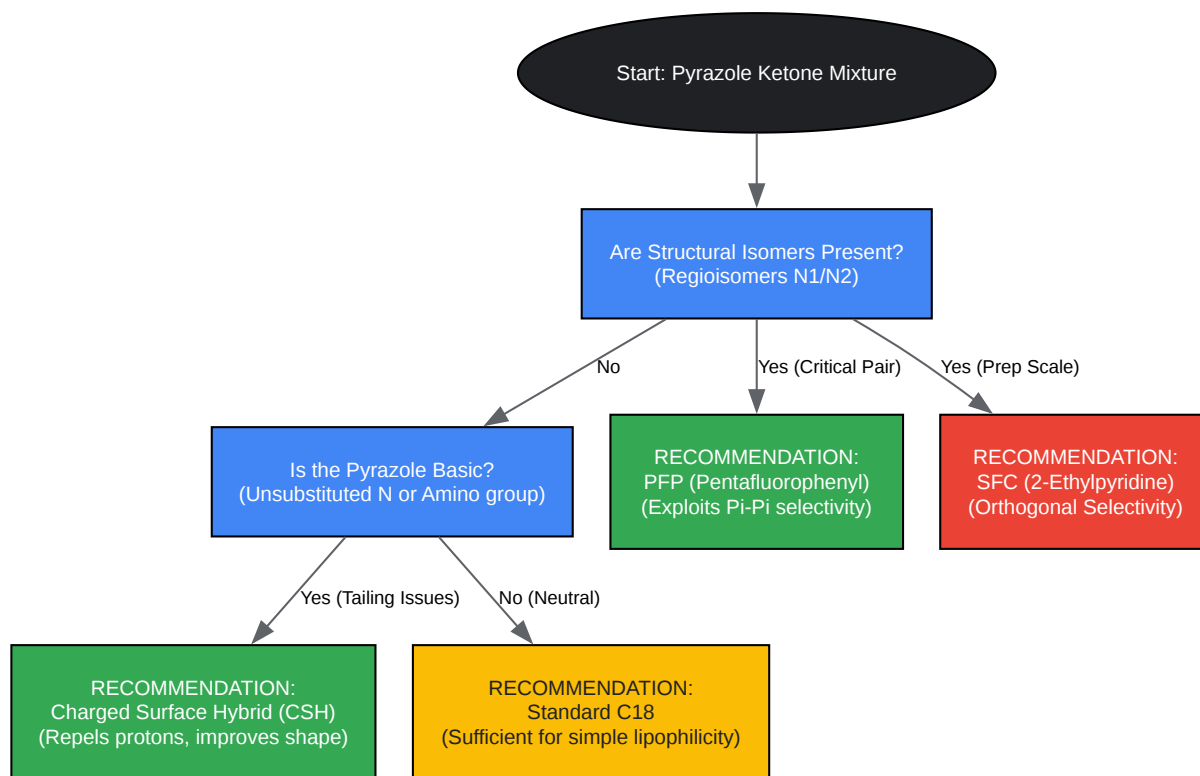 Start: Pyrazole Ketone Mixture
Are Structural Isomers Present?
(Regioisomers N1/N2)
No
Yes (Critical Pair)
Yes (Prep Scale)
Is the Pyrazole Basic?
(Unsubstituted N or Amino group)
RECOMMENDATION:
PFP (Pentafluorophenyl)
(Exploits Pi-Pi selectivity)
RECOMMENDATION:
SFC (2-Ethylpyridine)
(Orthogonal Selectivity)
Yes (Tailing Issues)
No (Neutral)
RECOMMENDATION:
Charged Surface Hybrid (CSH)
(Repels protons, improves shape)
RECOMMENDATION:
Standard C18
(Sufficient for simple lipophilicity)